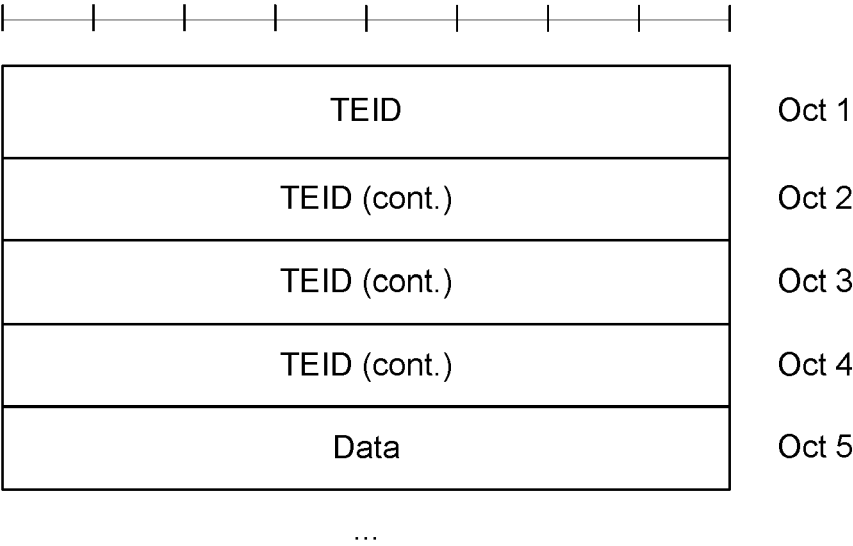 TEID Oct 1
TEID (cont.) Oct 2
TEID (cont.) Oct 3
TEID (cont.) Oct 4
Data Oct 5
...